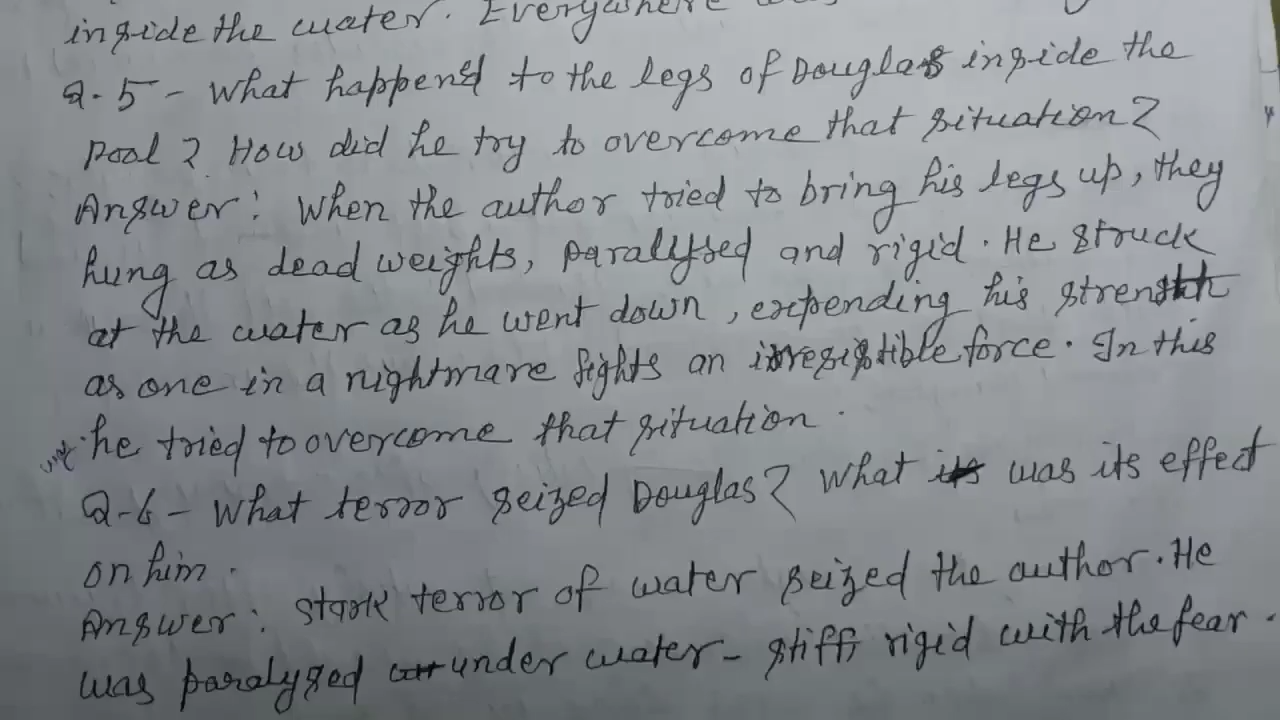 inside the water. Everywhere
Q.5 - What happened to the legs of Douglas inside the
Pool? How did he try to overcome that situation?
Answer: When the author tried to bring his legs up, they
hung as dead weights, paralysed and rigid. He struck
at the water as he went down, expending his strength
as one in a nightmare fights an irresistible force. In this
way he tried to overcome that situation.
Q-6 - What terror seized Douglas? What was its effect
on him.
Answer: Stark terror of water seized the author. He
was paralysed under water - stiff, rigid with the fear.